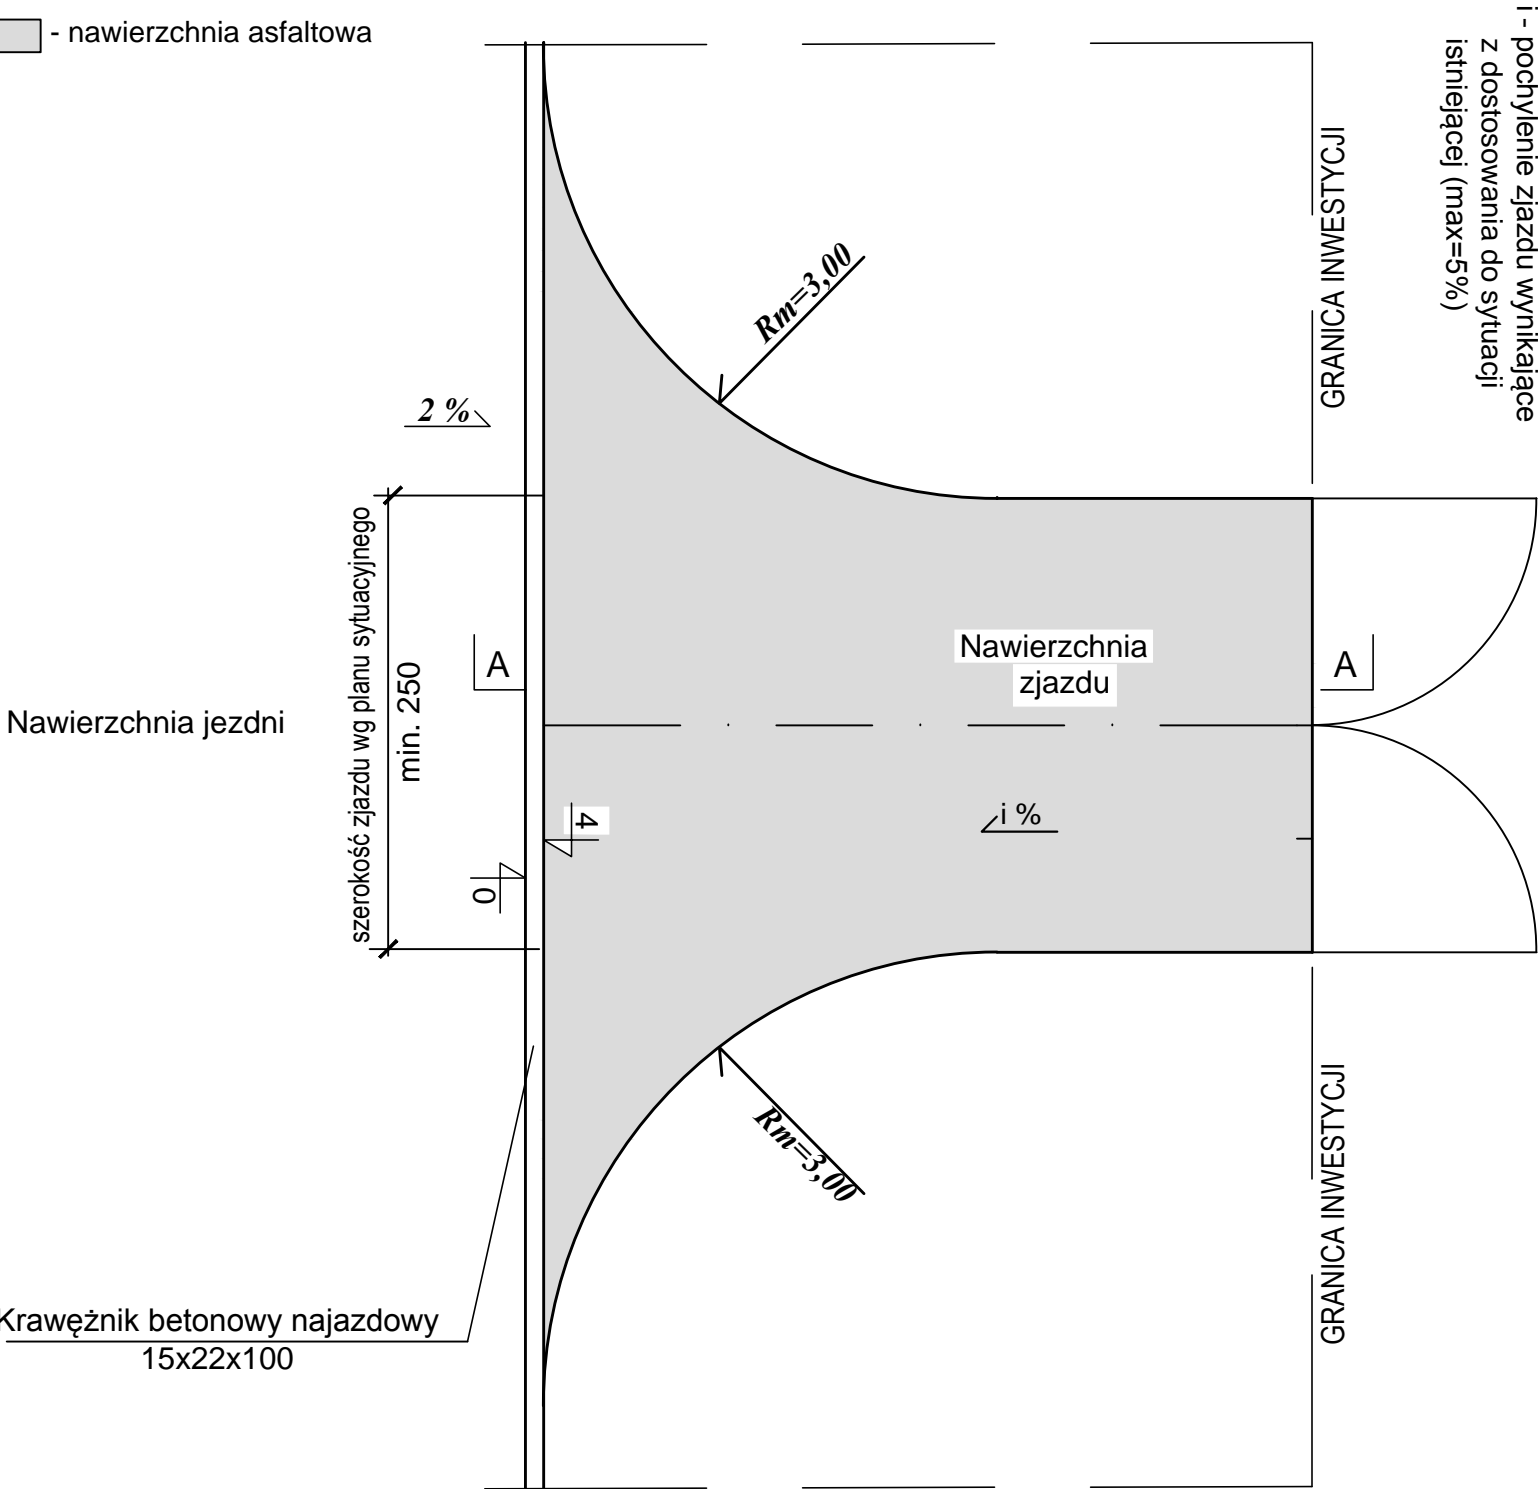 - nawierzchnia asfaltowa
i - pochylenie zjazdu wynikające
z dostosowania do sytuacji
istniejącej (max=5%)
GRANICA INWESTYCJI
Rm=3,00
2 %
szerokość zjazdu wg planu sytuacyjnego
min. 250
A
Nawierzchnia
zjazdu
A
Nawierzchnia jezdni
4
i %
0
Rm=3,00
GRANICA INWESTYCJI
Krawężnik betonowy najazdowy
15x22x100